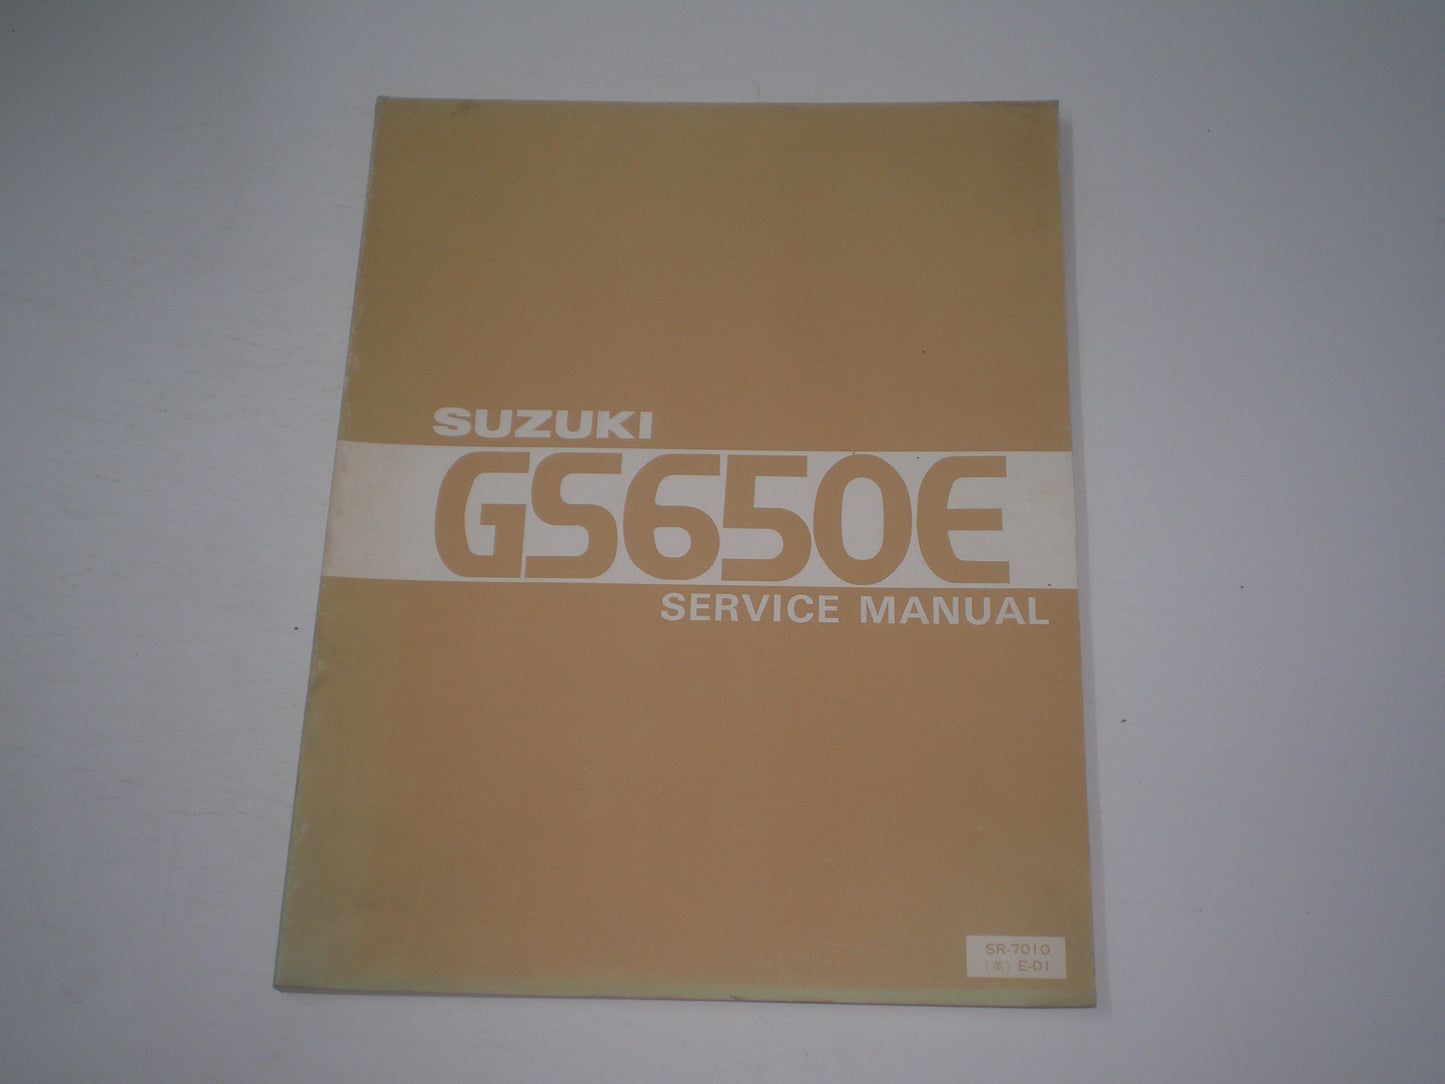 SUZUKI
GS650E
SERVICE MANUAL
SR-7010
(英) E-01